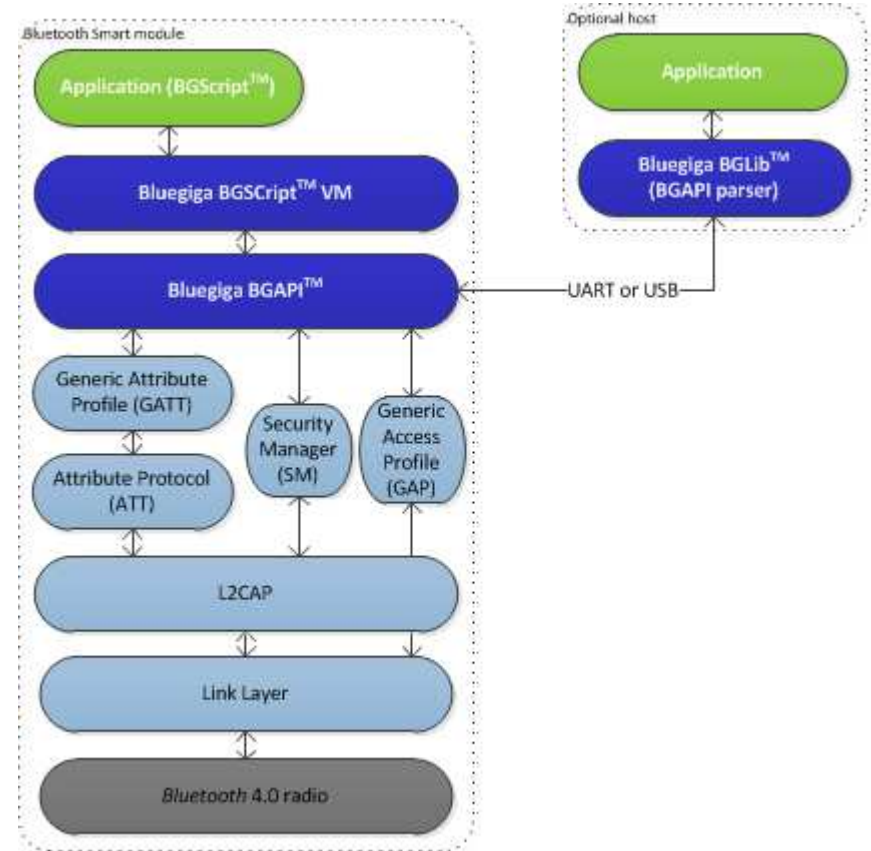 Bluetooth Smart module
Application (BGScript™)
Bluegiga BGSCript™ VM
Bluegiga BGAPI™
Generic Attribute
Profile (GATT)
Attribute Protocol
(ATT)
Security
Manager
(SM)
Generic
Access
Profile
(GAP)
L2CAP
Link Layer
Bluetooth 4.0 radio
Optional host
Application
Bluegiga BGLib™
(BGAPI parser)
UART or USB